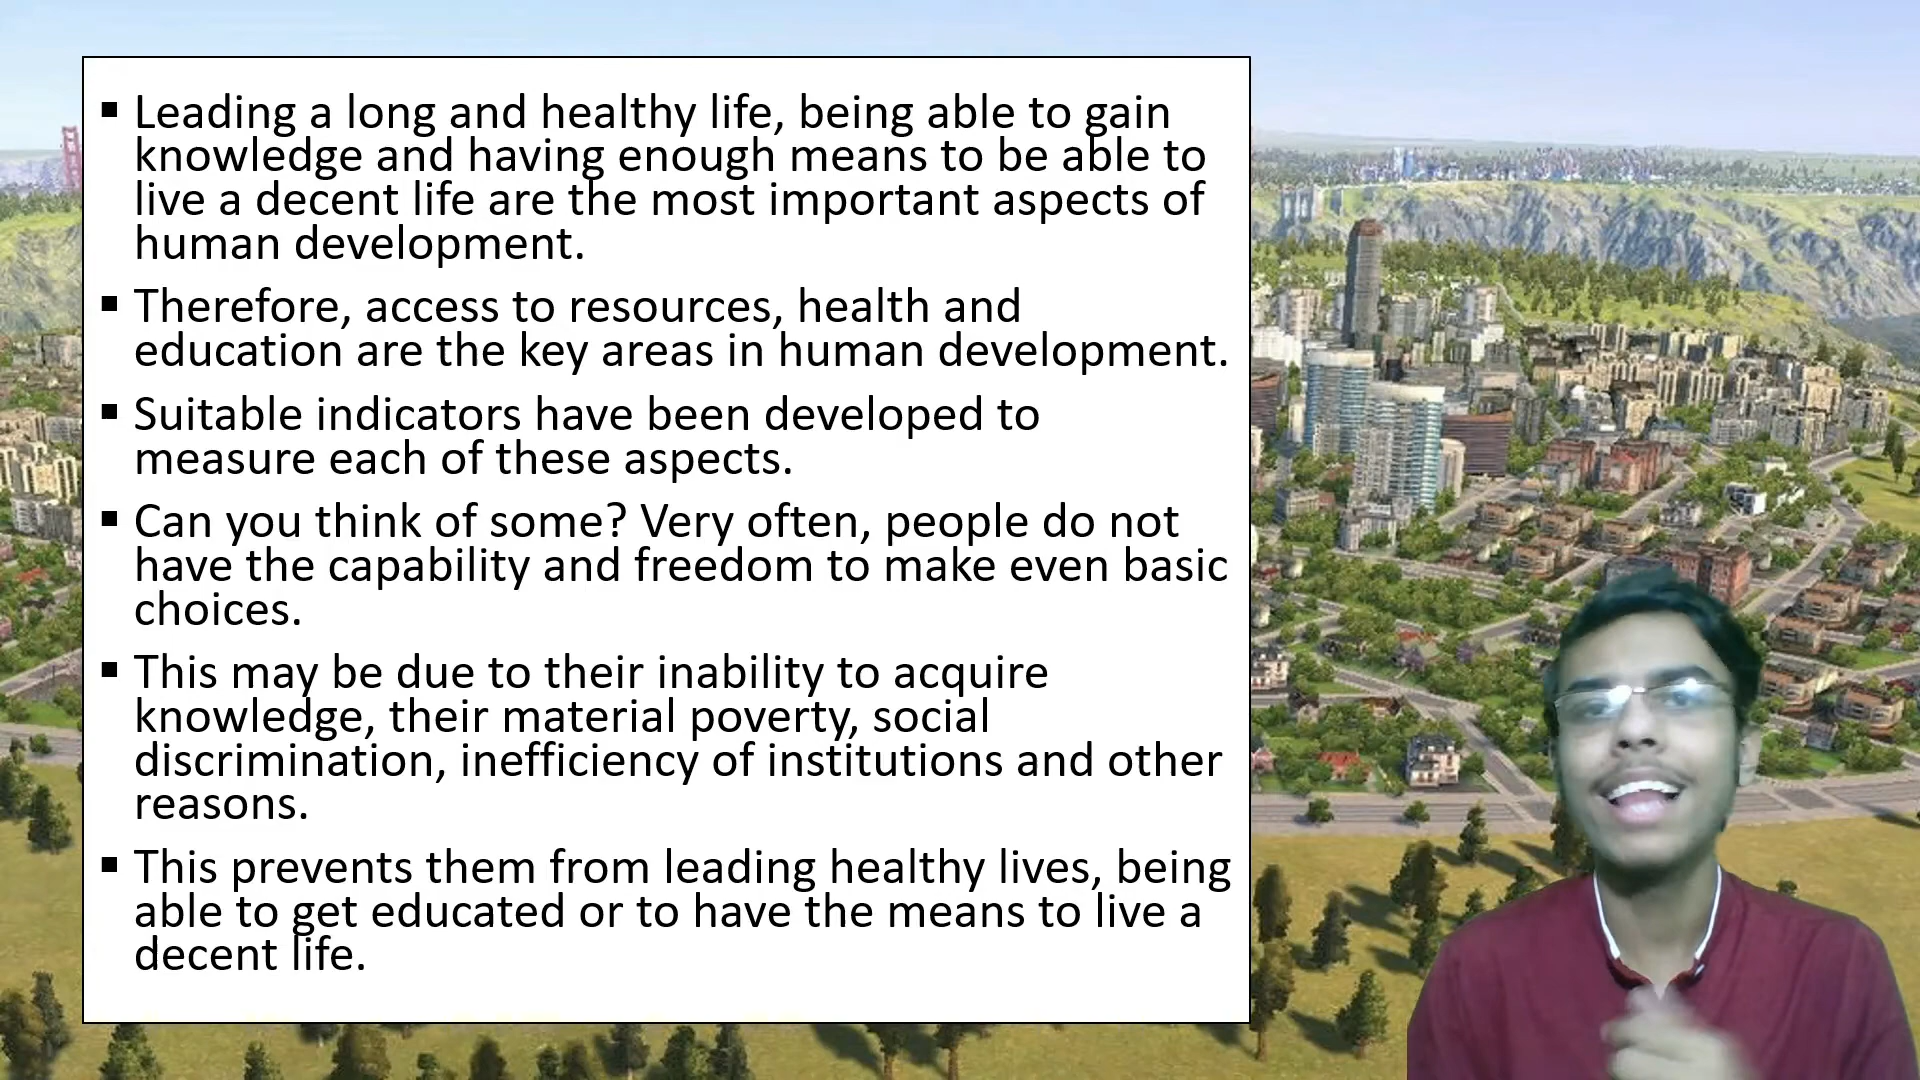 ▪ Leading a long and healthy life, being able to gain
knowledge and having enough means to be able to
live a decent life are the most important aspects of
human development.
▪ Therefore, access to resources, health and
education are the key areas in human development.
▪ Suitable indicators have been developed to
measure each of these aspects.
▪ Can you think of some? Very often, people do not
have the capability and freedom to make even basic
choices.
▪ This may be due to their inability to acquire
knowledge, their material poverty, social
discrimination, inefficiency of institutions and other
reasons.
▪ This prevents them from leading healthy lives, being
able to get educated or to have the means to live a
decent life.